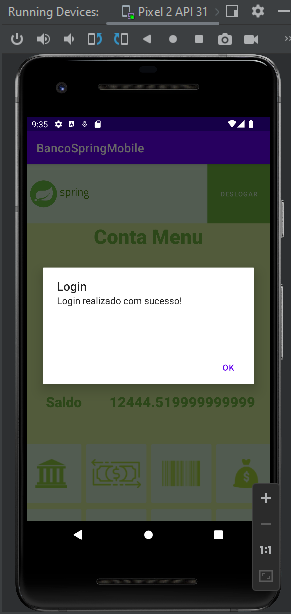 Running Devices:
Pixel 2 API 31
9:35
BancoSpringMobile
spring
DESLOGAR
Conta Menu
Login
Login realizado com sucesso!
OK
Saldo 12444.519999999999
$
1:1